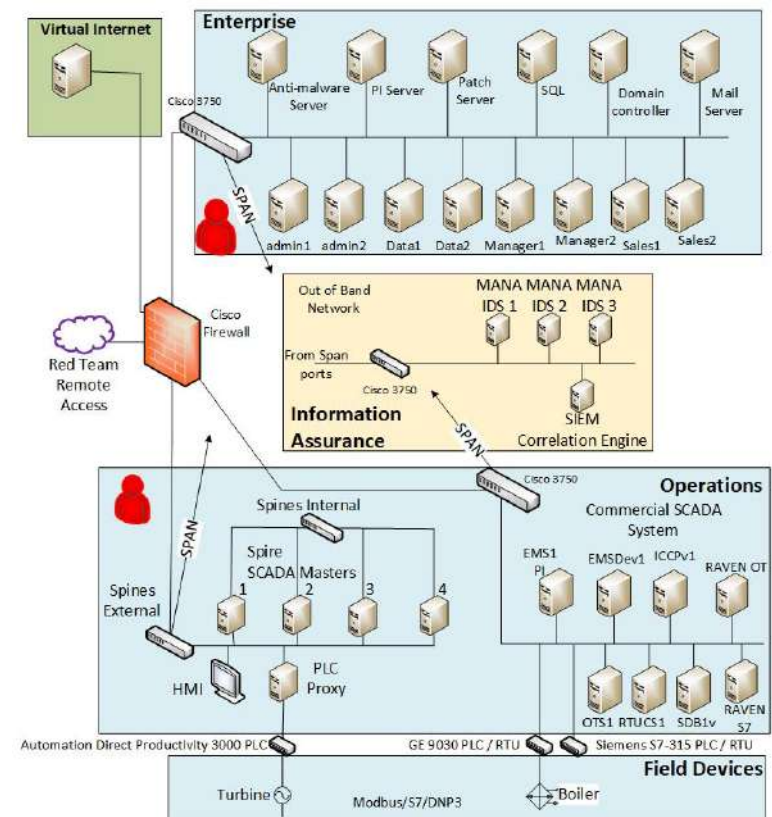 Virtual Internet
Enterprise
Cisco 3750
Anti-malware
Server
PI Server
Patch
Server
SQL
Domain
controller
Mail
Server
SPAN
admin1
admin2
Data1
Data2
Manager1
Manager2
Sales1
Sales2
Out of Band
Network
MANA MANA MANA
IDS 1 IDS 2 IDS 3
Cisco
Firewall
Red Team
Remote
Access
From Span
ports
Cisco 3750
SIEM
Information
Assurance
Correlation Engine
SPAN
SPAN
Cisco 3750
Operations
Commercial SCADA
System
Spines Internal
Spire
SCADA Masters
Spines
External
1
2
3
4
EMS1
PI
EMSDev1
ICCPv1
RAVEN OT
HMI
PLC
Proxy
OTS1
RTUCS1
SDB1v
RAVEN
S7
Automation Direct Productivity 3000 PLC
GE 9030 PLC / RTU
Siemens S7-315 PLC / RTU
Field Devices
Turbine
Modbus/S7/DNP3
Boiler